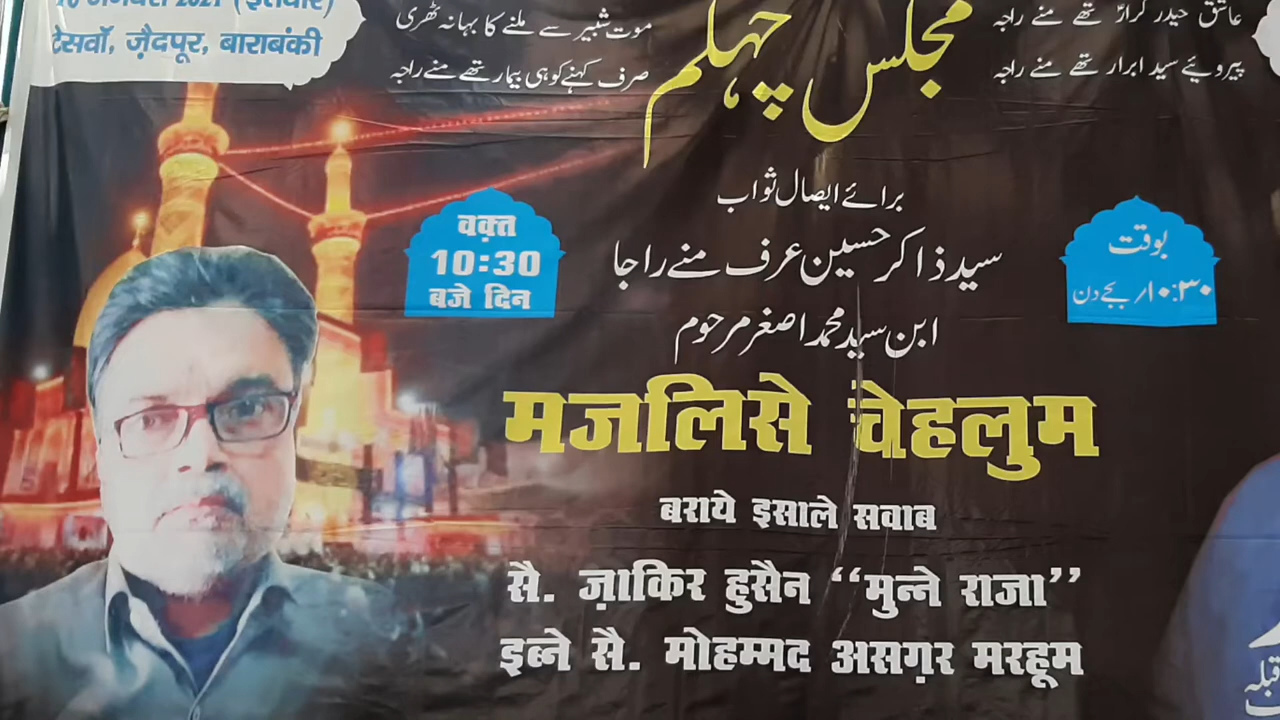 2021 (इतवार)
टेसवाँ, ज़ैदपुर, बाराबंकी
موت شبیر سے ملنے کا بہانہ ٹھری
صرف کہنے کو ہی بیمار تھے منے راجہ
مجلس چہلم
عاشق حیدر کرار تھے منے راجہ
پیروئے سید ابرار تھے منے راجہ
برائے ایصال ثواب
سید ذاکر حسین عرف منے راجا
ابن سید محمد اصغر مرحوم
वक़्त
10:30
बजे दिन
بوقت
۱۰:۳۰ بجے دن
मजलिसे चेहलुम
बराये इसाले सवाब
सै. ज़ाकिर हुसैन “मुन्ने राजा”
इब्ने सै. मोहम्मद असग़र मरहूम
قبلہ